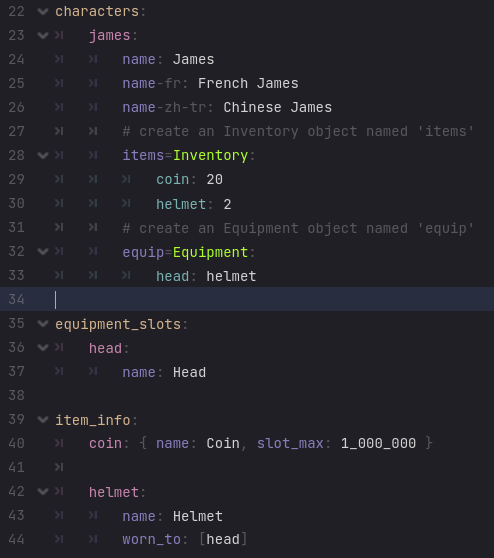 22 characters:
23     james:
24         name: James
25         name-fr: French James
26         name-zh-tr: Chinese James
27         # create an Inventory object named 'items'
28         items=Inventory:
29             coin: 20
30             helmet: 2
31         # create an Equipment object named 'equip'
32         equip=Equipment:
33             head: helmet
34
35 equipment_slots:
36     head:
37         name: Head
38
39 item_info:
40     coin: { name: Coin, slot_max: 1_000_000 }
41
42     helmet:
43         name: Helmet
44         worn_to: [head]